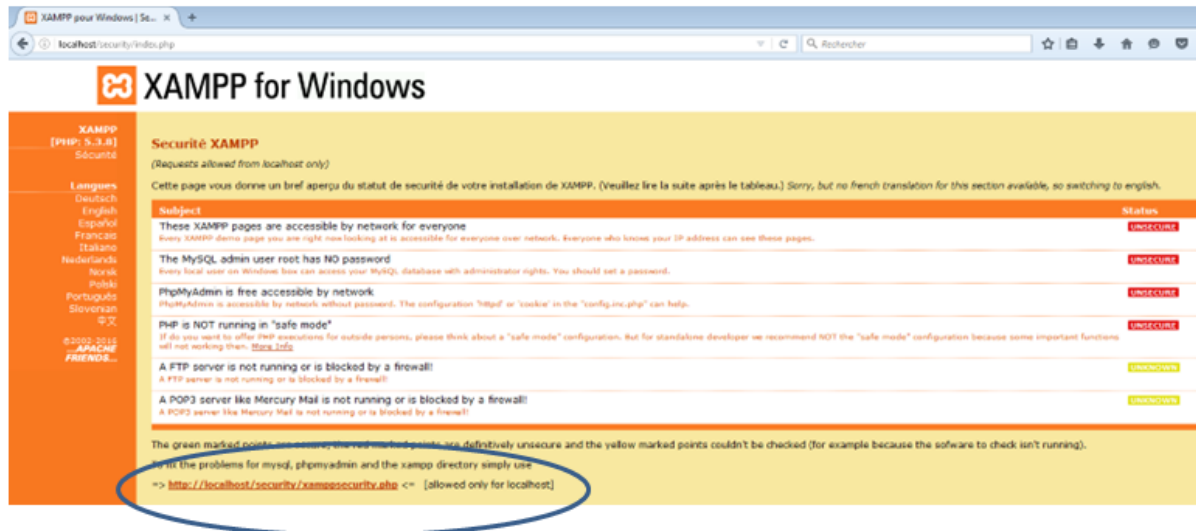 XAMPP pour Windows | Se...
localhost/security/index.php
Rechercher
XAMPP for Windows
XAMPP
[PHP: 5.3.8]
Sécurité
Langues
Deutsch
English
Español
Francais
Italiano
Nederlands
Norsk
Polski
Português
Slovenian
中文
©2002-2016
...APACHE
FRIENDS...
Securité XAMPP
(Requests allowed from localhost only)
Cette page vous donne un bref aperçu du statut de securité de votre installation de XAMPP. (Veuillez lire la suite après le tableau.) Sorry, but no french translation for this section available, so switching to english.
Subject Status
These XAMPP pages are accessible by network for everyone UNSECURE
Every XAMPP demo page you are right now looking at is accessible for everyone over network. Everyone who knows your IP address can see these pages.
The MySQL admin user root has NO password UNSECURE
Every local user on Windows box can access your MySQL database with administrator rights. You should set a password.
PhpMyAdmin is free accessible by network UNSECURE
PhpMyAdmin is accessible by network without password. The configuration 'httpd' or 'cookie' in the "config.inc.php" can help.
PHP is NOT running in "safe mode" UNSECURE
If do you want to offer PHP executions for outside persons, please think about a "safe mode" configuration. But for standalone developer we recommend NOT the "safe mode" configuration because some important functions
will not working then. More Info
A FTP server is not running or is blocked by a firewall! UNKNOWN
A FTP server is not running or is blocked by a firewall!
A POP3 server like Mercury Mail is not running or is blocked by a firewall! UNKNOWN
A POP3 server like Mercury Mail is not running or is blocked by a firewall!
The green marked points are secure; the red marked points are definitively unsecure and the yellow marked points couldn't be checked (for example because the sofware to check isn't running).
To fix the problems for mysql, phpmyadmin and the xampp directory simply use
=> http://localhost/security/xamppsecurity.php <= [allowed only for localhost]